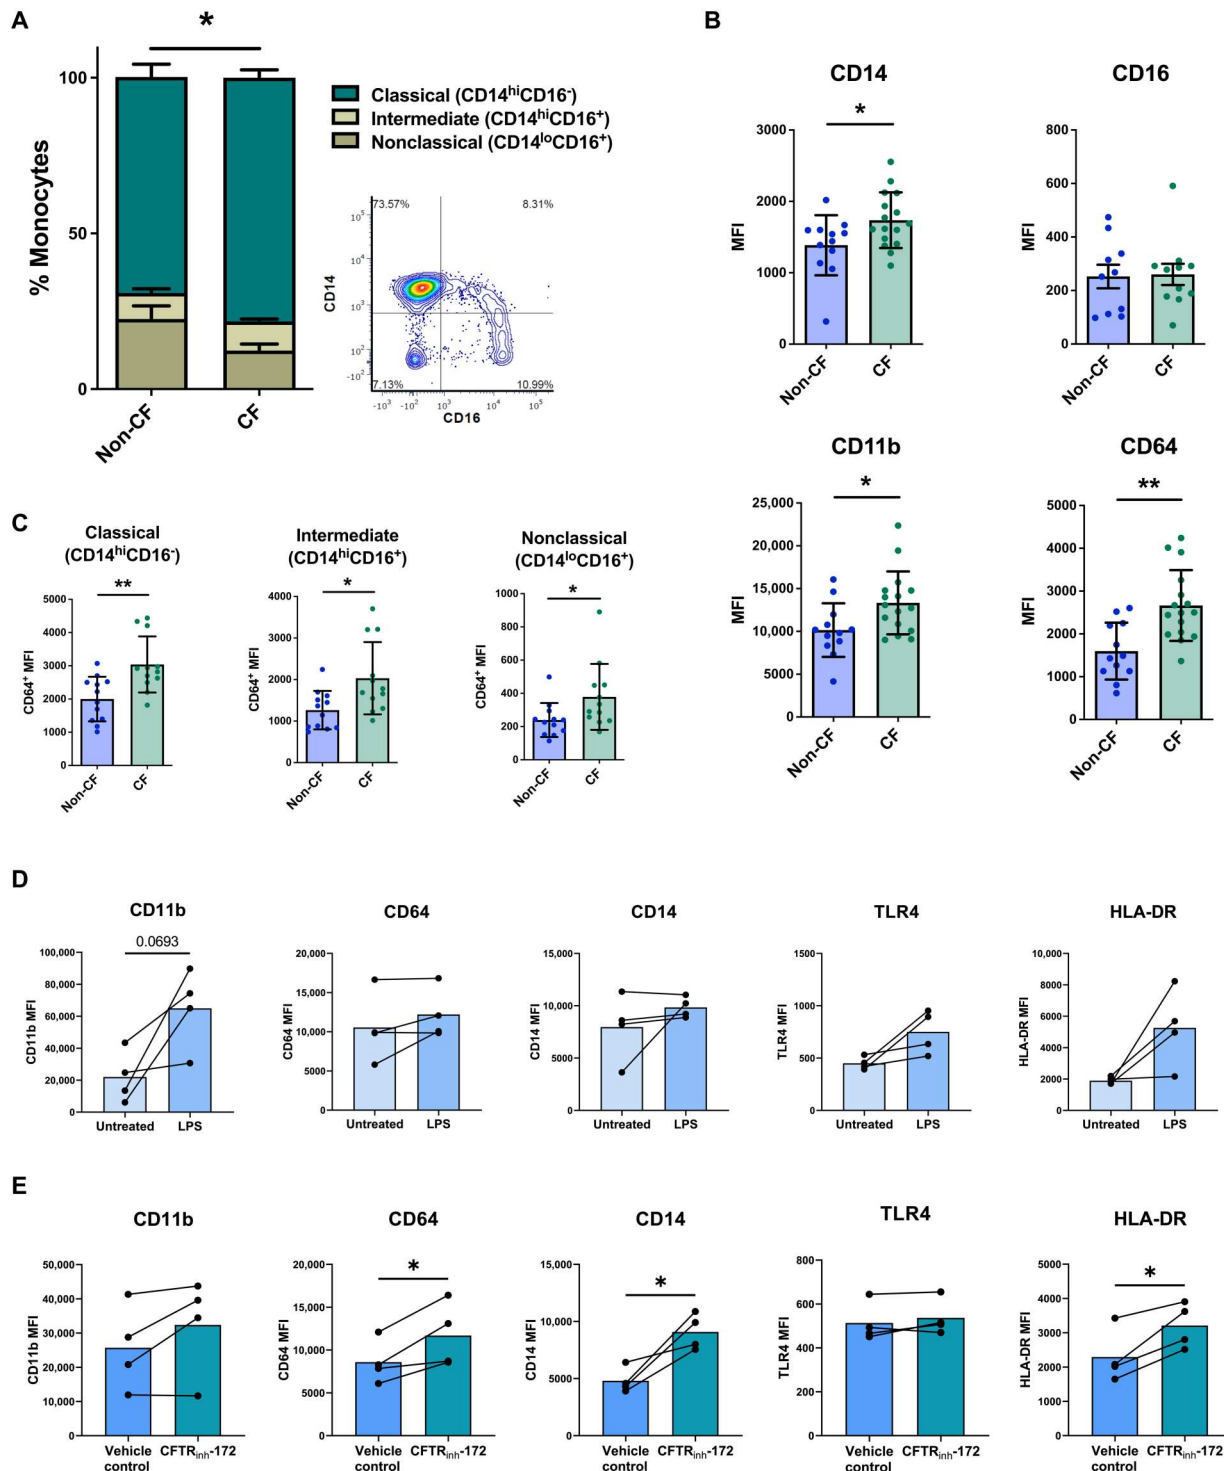 A
*
% Monocytes
100
50
0
Non-CF
CF
Classical (CD14hiCD16-)
Intermediate (CD14hiCD16+)
Nonclassical (CD14loCD16+)
73.57%
8.31%
7.13%
10.99%
CD14
10⁵
10⁴
10³
10²
-10²
-10³
-10²
10³
10⁴
10⁵
CD16
B
CD14
*
MFI
3000
2000
1000
0
Non-CF
CF
CD16
MFI
800
600
400
200
0
Non-CF
CF
CD11b
*
MFI
25,000
20,000
15,000
10,000
5000
0
Non-CF
CF
CD64
**
MFI
5000
4000
3000
2000
1000
0
Non-CF
CF
C
Classical
(CD14hiCD16-)
**
CD64+ MFI
5000
4000
3000
2000
1000
0
Non-CF
CF
Intermediate
(CD14hiCD16+)
*
CD64+ MFI
4000
3000
2000
1000
0
Non-CF
CF
Nonclassical
(CD14loCD16+)
*
CD64+ MFI
1000
800
600
400
200
0
Non-CF
CF
D
CD11b
0.0693
CD11b MFI
100,000
80,000
60,000
40,000
20,000
0
Untreated
LPS
CD64
CD64 MFI
20,000
15,000
10,000
5000
0
Untreated
LPS
CD14
CD14 MFI
15,000
10,000
5000
0
Untreated
LPS
TLR4
TLR4 MFI
1000
500
0
Untreated
LPS
HLA-DR
HLA-DR MFI
10,000
8000
6000
4000
2000
0
Untreated
LPS
E
CD11b
CD11b MFI
50,000
40,000
30,000
20,000
10,000
0
Vehicle
control
CFTRinh-172
CD64
*
CD64 MFI
20,000
15,000
10,000
5000
0
Vehicle
control
CFTRinh-172
CD14
*
CD14 MFI
15,000
10,000
5000
0
Vehicle
control
CFTRinh-172
TLR4
TLR4 MFI
800
600
400
200
0
Vehicle
control
CFTRinh-172
HLA-DR
*
HLA-DR MFI
5000
4000
3000
2000
1000
0
Vehicle
control
CFTRinh-172